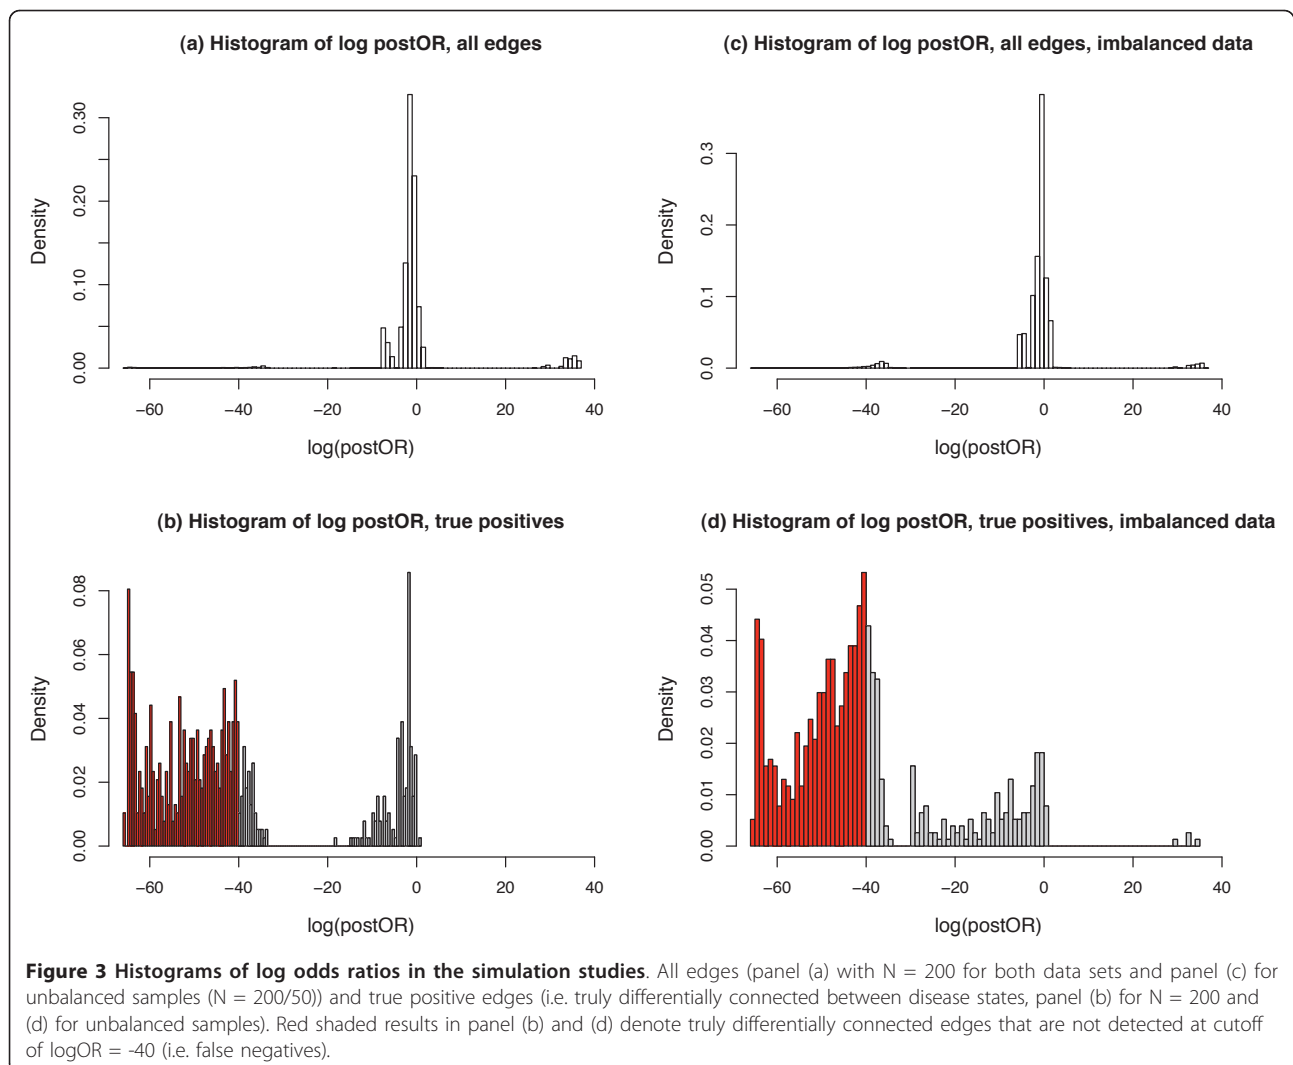 (a) Histogram of log postOR, all edges
Density
0.00
0.10
0.20
0.30
−60
−40
−20
0
20
40
log(postOR)
(c) Histogram of log postOR, all edges, imbalanced data
Density
0.0
0.1
0.2
0.3
−60
−40
−20
0
20
40
log(postOR)
(b) Histogram of log postOR, true positives
Density
0.00
0.02
0.04
0.06
0.08
−60
−40
−20
0
20
40
log(postOR)
(d) Histogram of log postOR, true positives, imbalanced data
Density
0.00
0.01
0.02
0.03
0.04
0.05
−60
−40
−20
0
20
40
log(postOR)
Figure 3 Histograms of log odds ratios in the simulation studies. All edges (panel (a) with N = 200 for both data sets and panel (c) for
unbalanced samples (N = 200/50)) and true positive edges (i.e. truly differentially connected between disease states, panel (b) for N = 200 and
(d) for unbalanced samples). Red shaded results in panel (b) and (d) denote truly differentially connected edges that are not detected at cutoff
of logOR = -40 (i.e. false negatives).